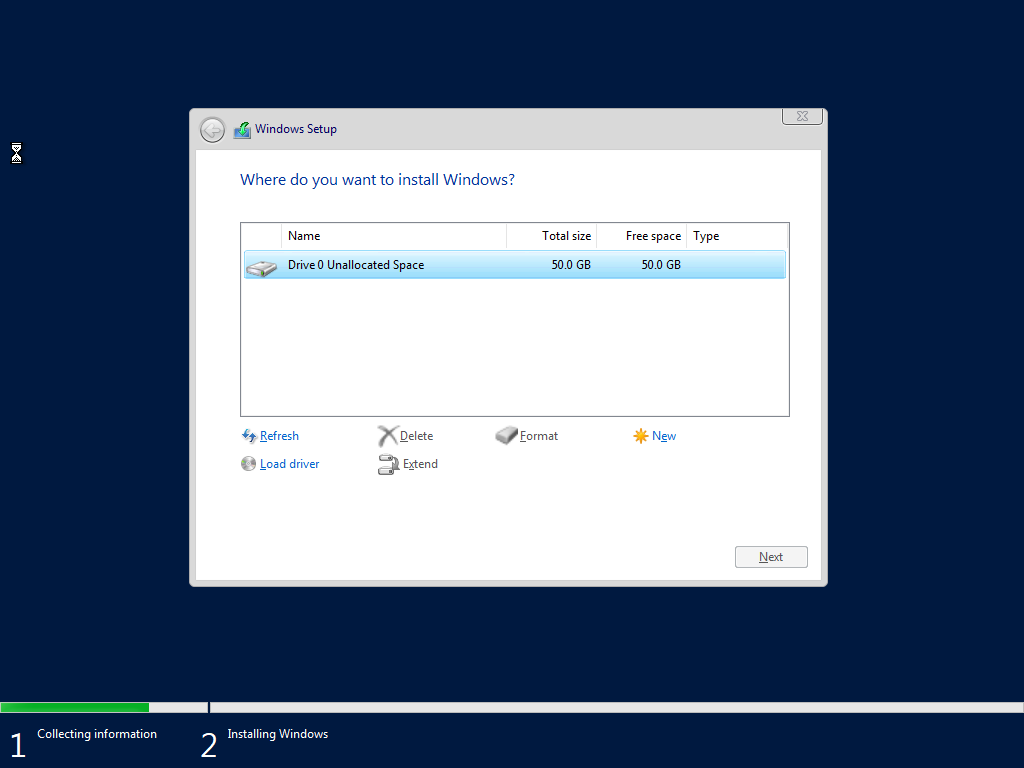 Windows Setup
Where do you want to install Windows?
Name Total size Free space Type
Drive 0 Unallocated Space 50.0 GB 50.0 GB
Refresh Delete Format New
Load driver Extend
Next
1 Collecting information 2 Installing Windows